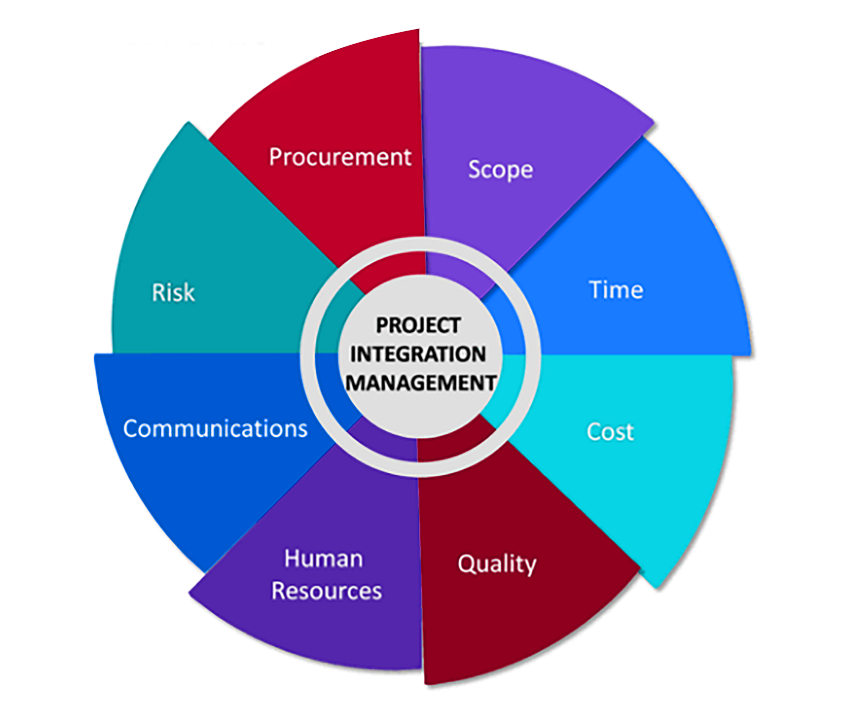 Procurement
Scope
Risk
Time
PROJECT
INTEGRATION
MANAGEMENT
Communications
Cost
Human
Resources
Quality